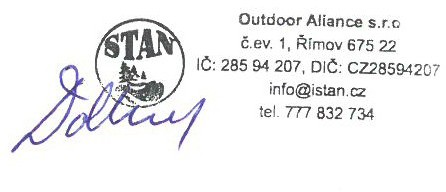 STAN
Outdoor Aliance s.r.o
č.ev. 1, Římov 675 22
IČ: 285 94 207, DIČ: CZ28594207
info@istan.cz
tel. 777 832 734